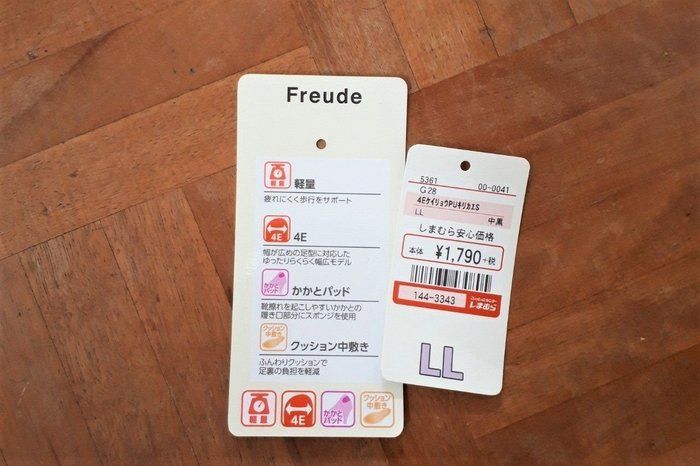 Freude
軽量
軽量
疲れにくく歩行をサポート
4E
4E
幅が広めの足型に対応した
ゆったりらくらく幅広モデル
かかとパッド
かかとパッド
靴擦れを起こしやすいかかとの
履き口部分にスポンジを使用
クッション中敷き
クッション中敷き
ふんわりクッションで
足裏の負担を軽減
軽量
4E
かかとパッド
クッション中敷き
5361
G28
00-0041
4EケイリョウPUキリカエS
LL
中黒
しまむら安心価格
本体 ¥1,790+税
144-3343
しまむら
LL